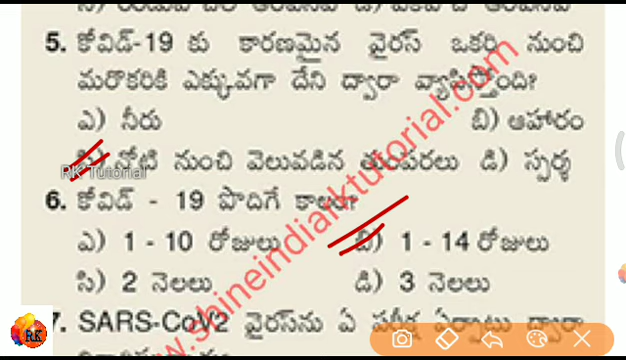 5. కోవిడ్-19 కు కారణమైన వైరస్ ఒకరి నుంచి
మరొకరికి ఎక్కువగా దేని ద్వారా వ్యాపిస్తోంది?
ఎ) నీరు బి) ఆహారం
సి) నోటి నుంచి వెలువడిన తుంపరలు డి) స్పర్శ
RK Tutorial
6. కోవిడ్ - 19 పొదిగే కాలం?
ఎ) 1 - 10 రోజులు బి) 1 - 14 రోజులు
సి) 2 నెలలు డి) 3 నెలలు
7. SARS-CoV2 వైరస్‌ను ఏ పరీక్ష ఏర్పాటు ద్వారా
www.shineindiarktutorial.com
RK